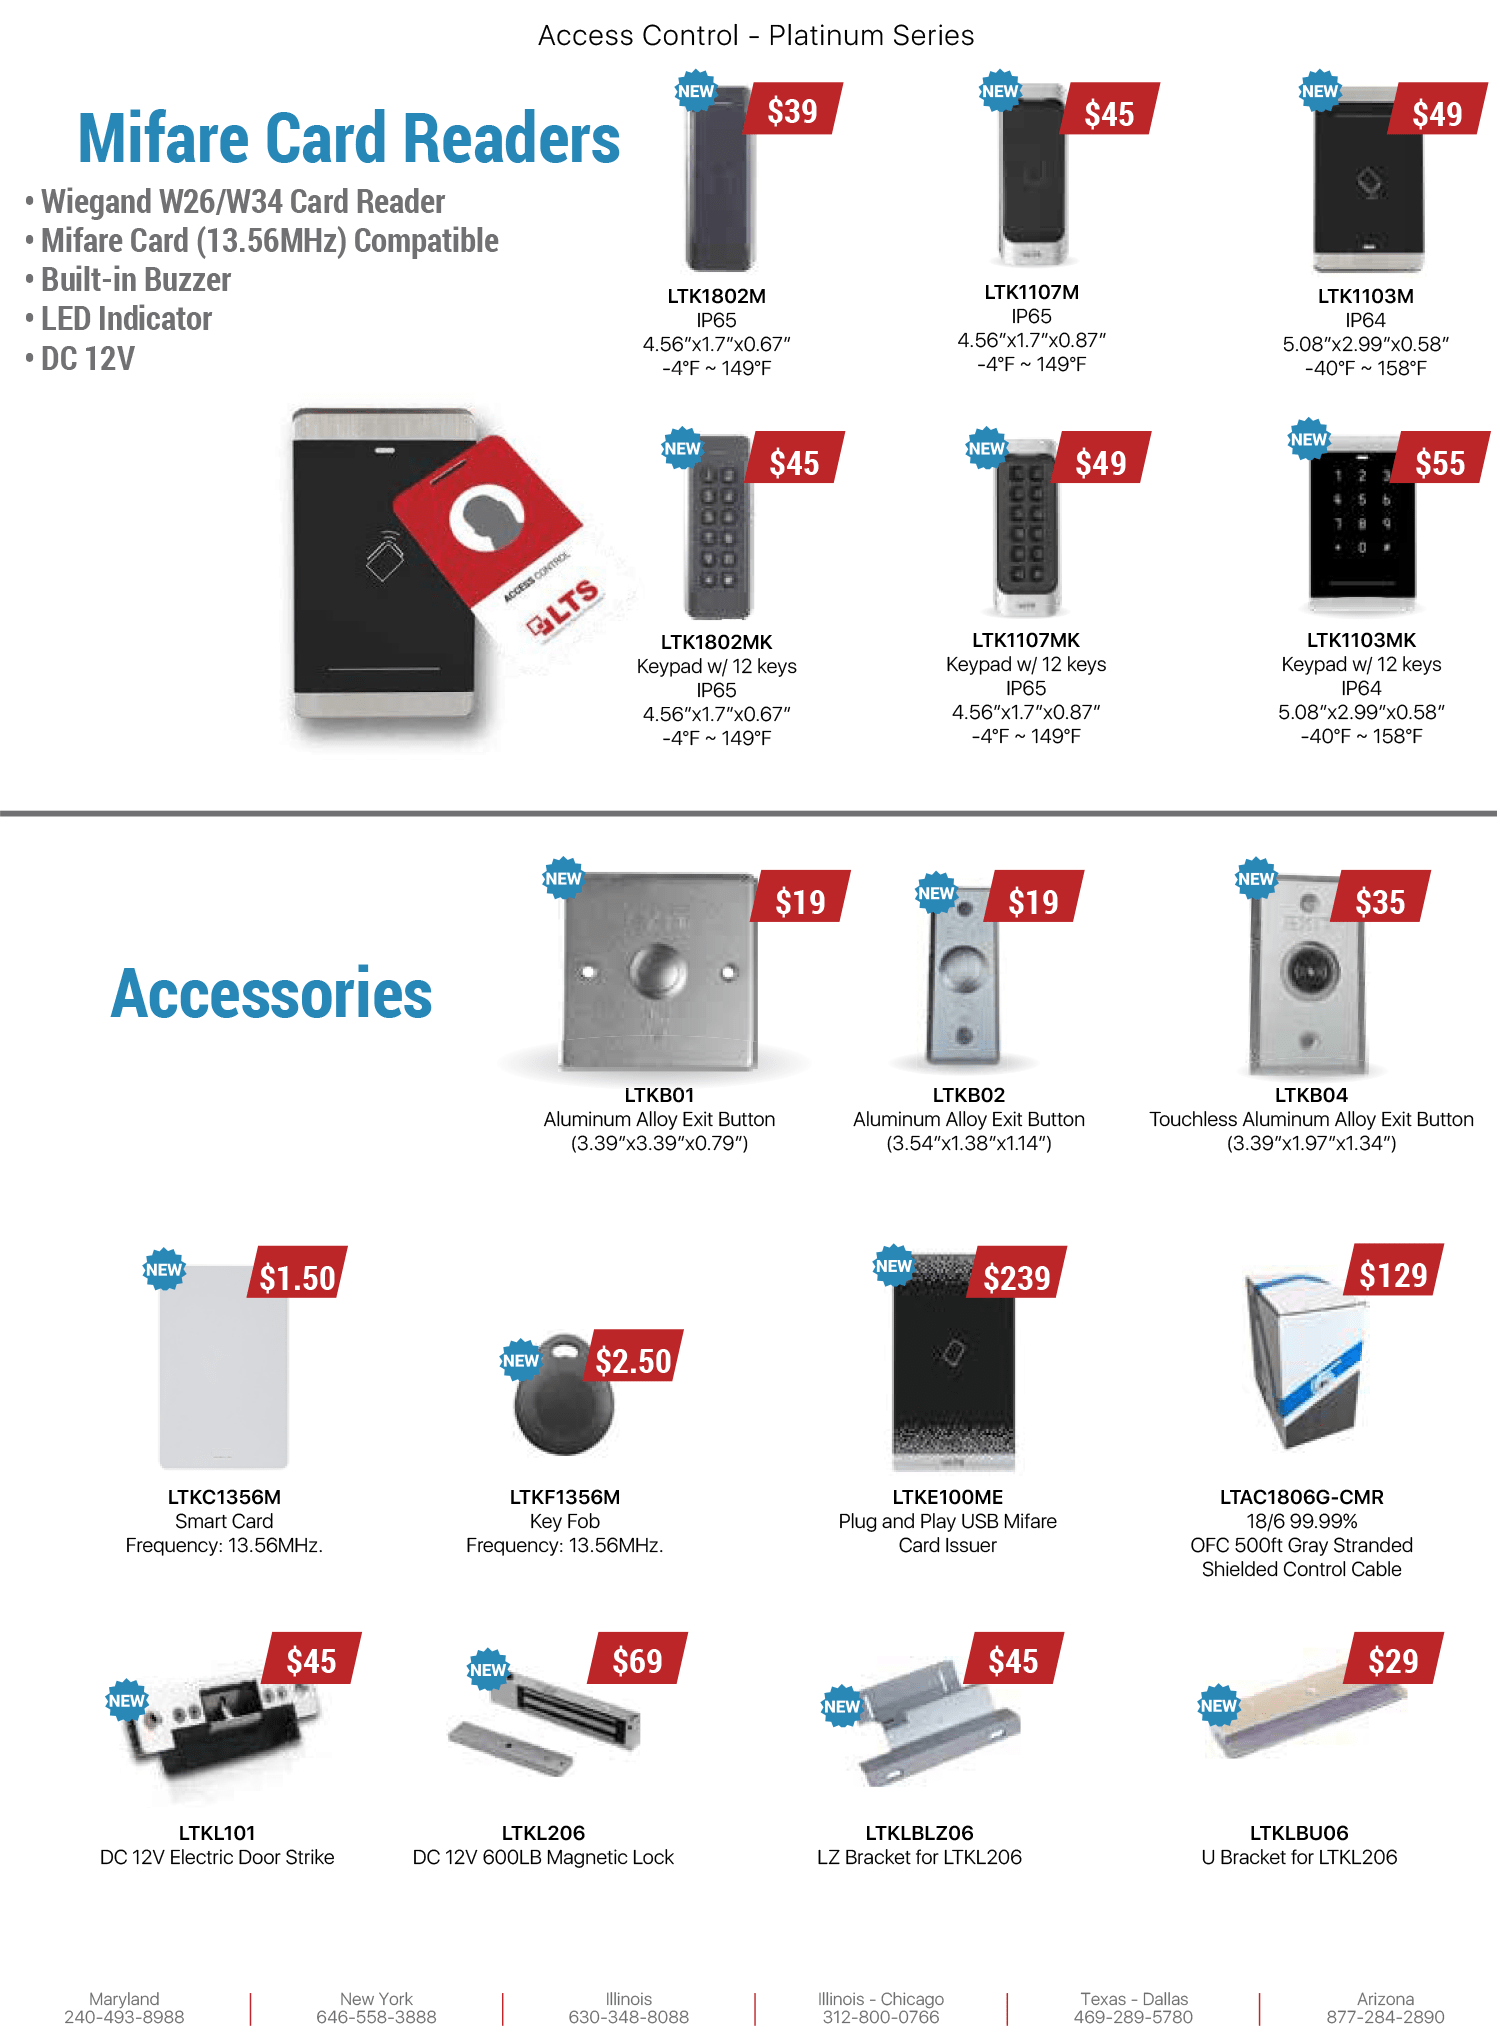 Access Control - Platinum Series
Mifare Card Readers
• Wiegand W26/W34 Card Reader
• Mifare Card (13.56MHz) Compatible
• Built-in Buzzer
• LED Indicator
• DC 12V
ACCESS CONTROL
LTS
NEW
$39
LTK1802M
IP65
4.56”x1.7”x0.67”
-4°F ~ 149°F
NEW
$45
LTK1107M
IP65
4.56”x1.7”x0.87”
-4°F ~ 149°F
NEW
$49
LTK1103M
IP64
5.08”x2.99”x0.58”
-40°F ~ 158°F
NEW
$45
LTK1802MK
Keypad w/ 12 keys
IP65
4.56”x1.7”x0.67”
-4°F ~ 149°F
NEW
$49
LTK1107MK
Keypad w/ 12 keys
IP65
4.56”x1.7”x0.87”
-4°F ~ 149°F
NEW
$55
1 2 3
4 5 6
7 8 9
* 0 #
LTK1103MK
Keypad w/ 12 keys
IP64
5.08”x2.99”x0.58”
-40°F ~ 158°F
Accessories
NEW
$19
EXIT
LTKB01
Aluminum Alloy Exit Button
(3.39”x3.39”x0.79”)
NEW
$19
LTKB02
Aluminum Alloy Exit Button
(3.54”x1.38”x1.14”)
NEW
$35
EXIT
LTKB04
Touchless Aluminum Alloy Exit Button
(3.39”x1.97”x1.34”)
NEW
$1.50
LTKC1356M
Smart Card
Frequency: 13.56MHz.
NEW
$2.50
LTKF1356M
Key Fob
Frequency: 13.56MHz.
NEW
$239
LTKE100ME
Plug and Play USB Mifare
Card Issuer
$129
LTAC1806G-CMR
18/6 99.99%
OFC 500ft Gray Stranded
Shielded Control Cable
NEW
$45
LTKL101
DC 12V Electric Door Strike
NEW
$69
LTKL206
DC 12V 600LB Magnetic Lock
NEW
$45
LTKLBLZ06
LZ Bracket for LTKL206
NEW
$29
LTKLBU06
U Bracket for LTKL206
Maryland
240-493-8988
New York
646-558-3888
Illinois
630-348-8088
Illinois - Chicago
312-800-0766
Texas - Dallas
469-289-5780
Arizona
877-284-2890